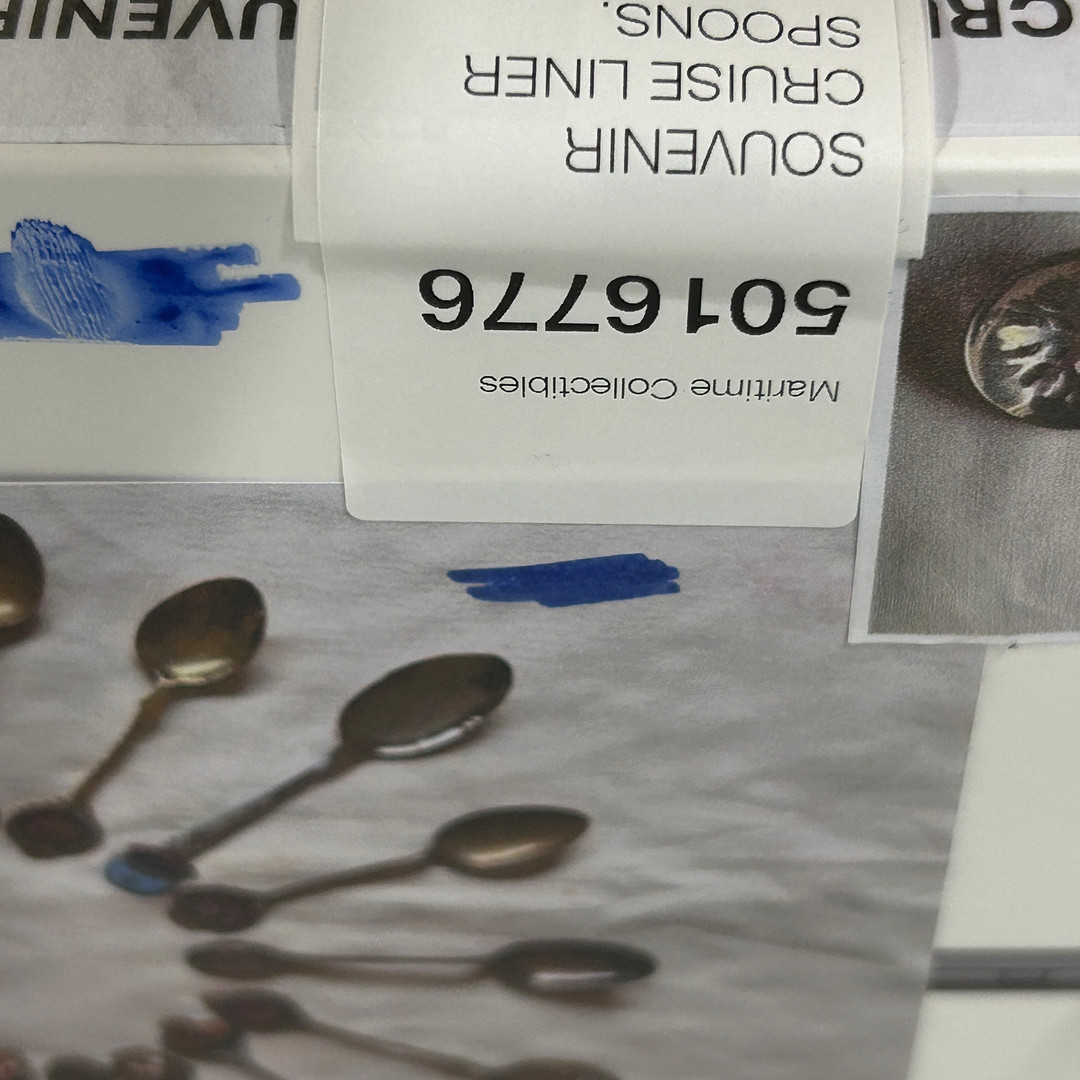 Maritime Collectibles
5016776
SOUVENIR
CRUISE LINER
SPOONS.